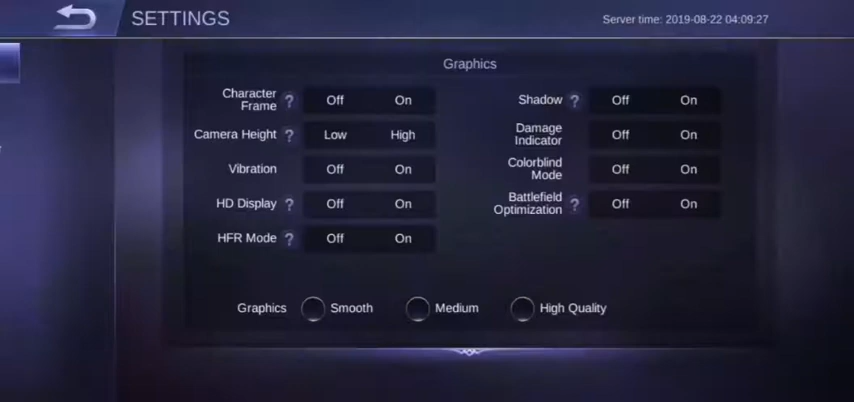 SETTINGS
Server time: 2019-08-22 04:09:27
Graphics
Character
Frame ? Off On
Camera Height ? Low High
Vibration Off On
HD Display ? Off On
HFR Mode ? Off On
Shadow ? Off On
Damage
Indicator Off On
Colorblind
Mode Off On
Battlefield
Optimization ? Off On
Graphics Smooth Medium High Quality